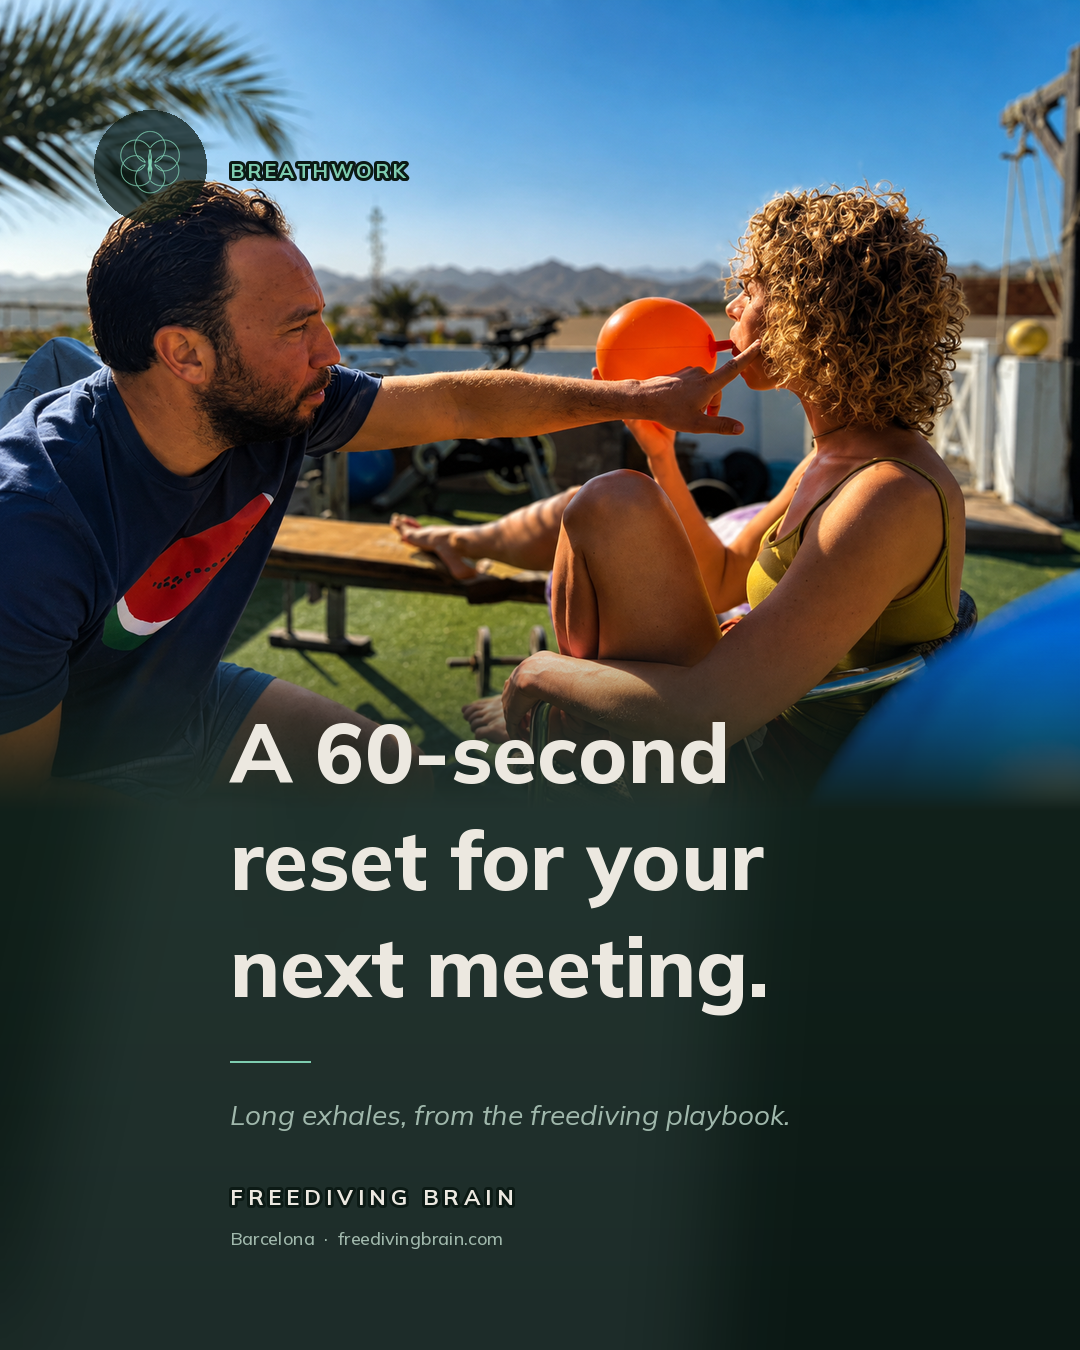 BREATHWORK
A 60-second
reset for your
next meeting.
Long exhales, from the freediving playbook.
FREEDIVING BRAIN
Barcelona · freedivingbrain.com